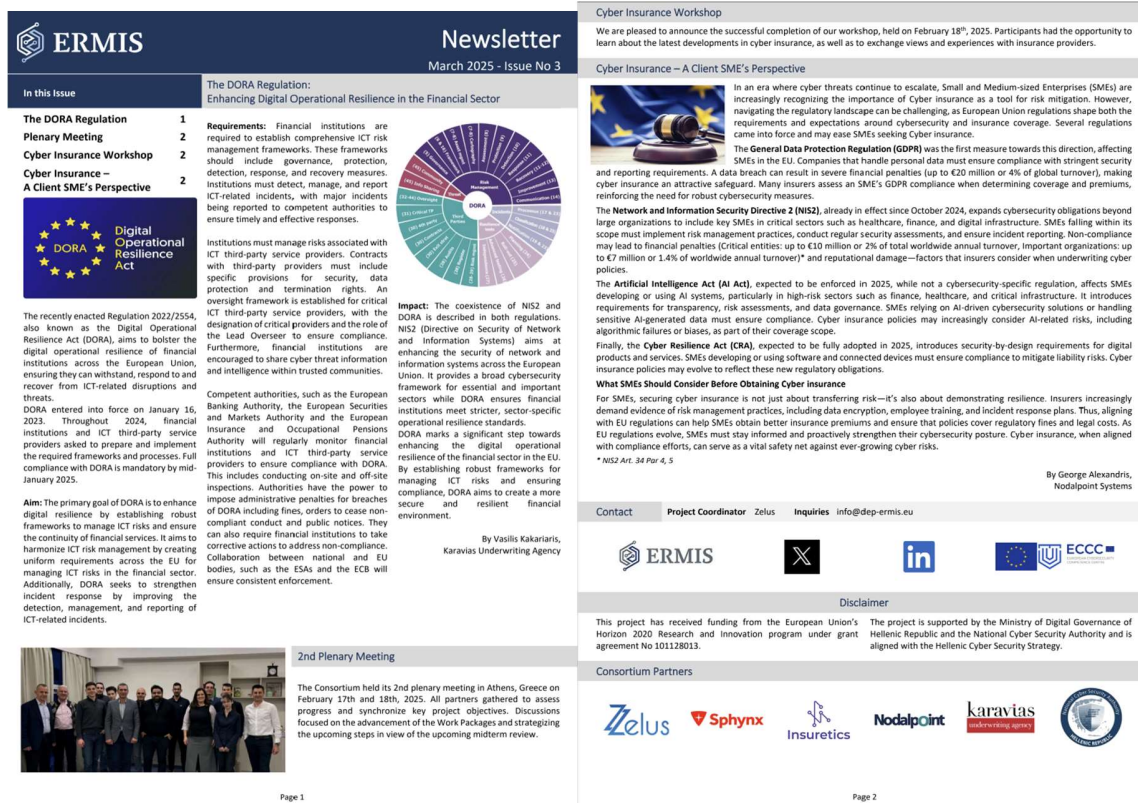 ERMIS
Newsletter
March 2025 - Issue No 3
In this Issue
The DORA Regulation 1
Plenary Meeting 2
Cyber Insurance Workshop 2
Cyber Insurance –
A Client SME's Perspective 2
DORA
Digital
Operational
Resilience
Act
The recently enacted Regulation 2022/2554,
also known as the Digital Operational
Resilience Act (DORA), aims to bolster the
digital operational resilience of financial
institutions across the European Union,
ensuring they can withstand, respond to and
recover from ICT-related disruptions and
threats.
DORA entered into force on January 16,
2023. Throughout 2024, financial
institutions and ICT third-party service
providers asked to prepare and implement
the required frameworks and processes. Full
compliance with DORA is mandatory by mid-
January 2025.
Aim: The primary goal of DORA is to enhance
digital resilience by establishing robust
frameworks to manage ICT risks and ensure
the continuity of financial services. It aims to
harmonize ICT risk management by creating
uniform requirements across the EU for
managing ICT risks in the financial sector.
Additionally, DORA seeks to strengthen
incident response by improving the
detection, management, and reporting of
ICT-related incidents.
The DORA Regulation:
Enhancing Digital Operational Resilience in the Financial Sector
Requirements: Financial institutions are
required to establish comprehensive ICT risk
management frameworks. These frameworks
should include governance, protection,
detection, response, and recovery measures.
Institutions must detect, manage, and report
ICT-related incidents, with major incidents
being reported to competent authorities to
ensure timely and effective responses.
Institutions must manage risks associated with
ICT third-party service providers. Contracts
with third-party providers must include
specific provisions for security, data
protection and termination rights. An
oversight framework is established for critical
ICT third-party service providers, with the
designation of critical providers and the role of
the Lead Overseer to ensure compliance.
Furthermore, financial institutions are
encouraged to share cyber threat information
and intelligence within trusted communities.
Competent authorities, such as the European
Banking Authority, the European Securities
and Markets Authority and the European
Insurance and Occupational Pensions
Authority will regularly monitor financial
institutions and ICT third-party service
providers to ensure compliance with DORA.
This includes conducting on-site and off-site
inspections. Authorities have the power to
impose administrative penalties for breaches
of DORA including fines, orders to cease non-
compliant conduct and public notices. They
can also require financial institutions to take
corrective actions to address non-compliance.
Collaboration between national and EU
bodies, such as the ESAs and the ECB will
ensure consistent enforcement.
DORA
Risk
Management
Third
Partner
Impact: The coexistence of NIS2 and
DORA is described in both regulations.
NIS2 (Directive on Security of Network
and Information Systems) aims at
enhancing the security of network and
information systems across the European
Union. It provides a broad cybersecurity
framework for essential and important
sectors while DORA ensures financial
institutions meet stricter, sector-specific
operational resilience standards.
DORA marks a significant step towards
enhancing the digital operational
resilience of the financial sector in the EU.
By establishing robust frameworks for
managing ICT risks and ensuring
compliance, DORA aims to create a more
secure and resilient financial
environment.
By Vasilis Kakariaris,
Karavias Underwriting Agency
2nd Plenary Meeting
The Consortium held its 2nd plenary meeting in Athens, Greece on
February 17th and 18th, 2025. All partners gathered to assess
progress and synchronize key project objectives. Discussions
focused on the advancement of the Work Packages and strategizing
the upcoming steps in view of the upcoming midterm review.
Page 1
Cyber Insurance Workshop
We are pleased to announce the successful completion of our workshop, held on February 18th, 2025. Participants had the opportunity to
learn about the latest developments in cyber insurance, as well as to exchange views and experiences with insurance providers.
Cyber Insurance – A Client SME's Perspective
In an era where cyber threats continue to escalate, Small and Medium-sized Enterprises (SMEs) are
increasingly recognizing the importance of Cyber insurance as a tool for risk mitigation. However,
navigating the regulatory landscape can be challenging, as European Union regulations shape both the
requirements and expectations around cybersecurity and insurance coverage. Several regulations
came into force and may ease SMEs seeking Cyber insurance.
The General Data Protection Regulation (GDPR) was the first measure towards this direction, affecting
SMEs in the EU. Companies that handle personal data must ensure compliance with stringent security
and reporting requirements. A data breach can result in severe financial penalties (up to €20 million or 4% of global turnover), making
cyber insurance an attractive safeguard. Many insurers assess an SME's GDPR compliance when determining coverage and premiums,
reinforcing the need for robust cybersecurity measures.
The Network and Information Security Directive 2 (NIS2), already in effect since October 2024, expands cybersecurity obligations beyond
large organizations to include key SMEs in critical sectors such as healthcare, finance, and digital infrastructure. SMEs falling within its
scope must implement risk management practices, conduct regular security assessments, and ensure incident reporting. Non-compliance
may lead to financial penalties (Critical entities: up to €10 million or 2% of total worldwide annual turnover, Important organizations: up
to €7 million or 1.4% of worldwide annual turnover)* and reputational damage—factors that insurers consider when underwriting cyber
policies.
The Artificial Intelligence Act (AI Act), expected to be enforced in 2025, while not a cybersecurity-specific regulation, affects SMEs
developing or using AI systems, particularly in high-risk sectors such as finance, healthcare, and critical infrastructure. It introduces
requirements for transparency, risk assessments, and data governance. SMEs relying on AI-driven cybersecurity solutions or handling
sensitive AI-generated data must ensure compliance. Cyber insurance policies may increasingly consider AI-related risks, including
algorithmic failures or biases, as part of their coverage scope.
Finally, the Cyber Resilience Act (CRA), expected to be fully adopted in 2025, introduces security-by-design requirements for digital
products and services. SMEs developing or using software and connected devices must ensure compliance to mitigate liability risks. Cyber
insurance policies may evolve to reflect these new regulatory obligations.
What SMEs Should Consider Before Obtaining Cyber insurance
For SMEs, securing cyber insurance is not just about transferring risk—it's also about demonstrating resilience. Insurers increasingly
demand evidence of risk management practices, including data encryption, employee training, and incident response plans. Thus, aligning
with EU regulations can help SMEs obtain better insurance premiums and ensure that policies cover regulatory fines and legal costs. As
EU regulations evolve, SMEs must stay informed and proactively strengthen their cybersecurity posture. Cyber insurance, when aligned
with compliance efforts, can serve as a vital safety net against ever-growing cyber risks.
* NIS2 Art. 34 Par 4, 5
By George Alexandris,
Nodalpoint Systems
Contact Project Coordinator Zelus Inquiries info@dep-ermis.eu
ERMIS
X
in
ECCC
Disclaimer
This project has received funding from the European Union's
Horizon 2020 Research and Innovation program under grant
agreement No 101128013.
The project is supported by the Ministry of Digital Governance of
Hellenic Republic and the National Cyber Security Authority and is
aligned with the Hellenic Cyber Security Strategy.
Consortium Partners
Zelus
Sphynx
Insuretics
Nodalpoint
karavias
underwriting agency
HELLENIC REPUBLIC
Page 2